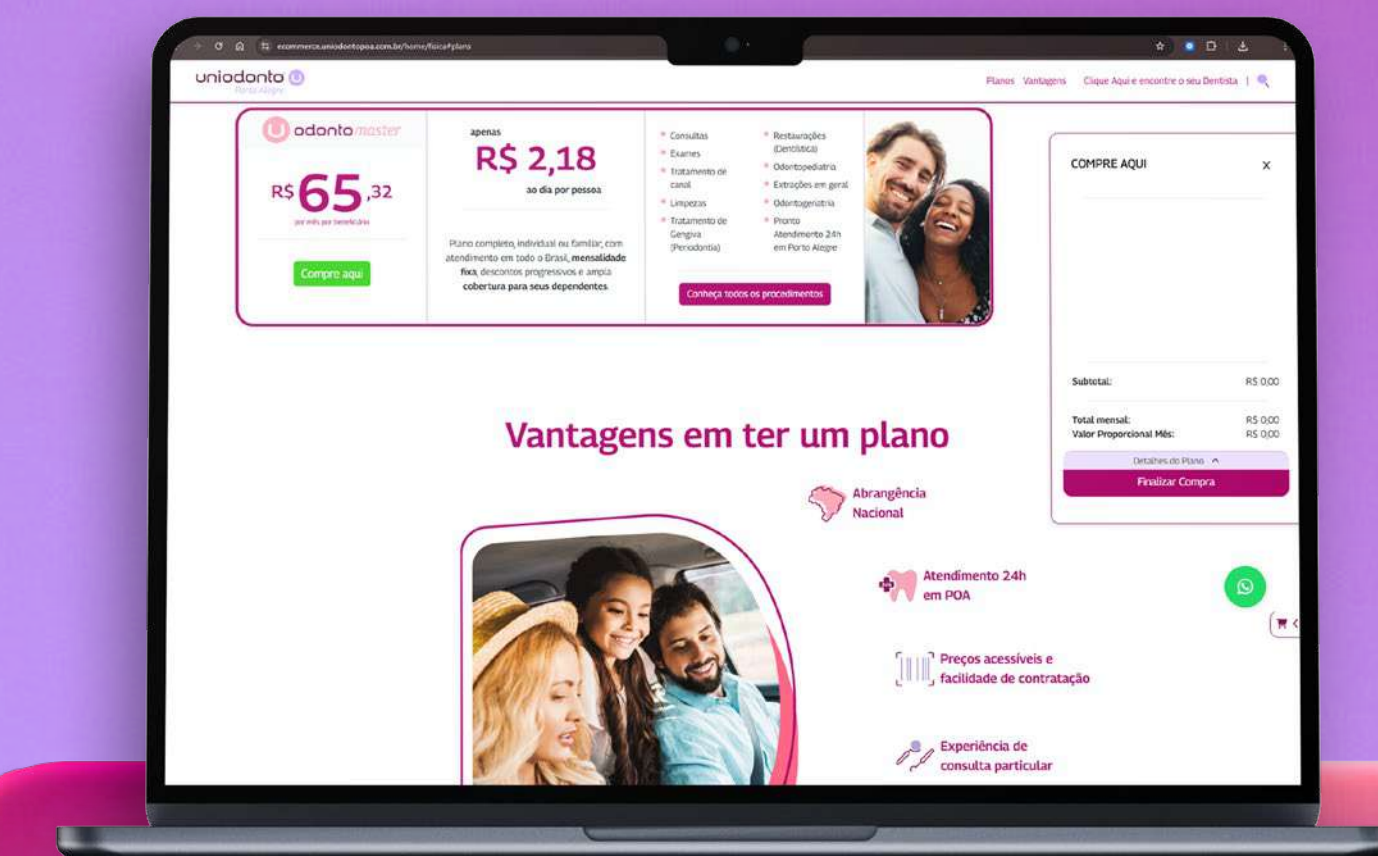 ecommerce.uniodontopoa.com.br/home/fisica#plans
uniodonto
Porto Alegre
Planos Vantagens Clique Aqui e encontre o seu Dentista |
odonto master
R$ 65,32
por mês por beneficiário
Compre aqui
apenas
R$ 2,18
ao dia por pessoa
Plano completo, individual ou familiar, com
atendimento em todo o Brasil, mensalidade
fixa, descontos progressivos e ampla
cobertura para seus dependentes.
Consultas
Exames
Tratamento de
canal
Limpezas
Tratamento de
Gengiva
(Periodontia)
Restaurações
(Dentística)
Odontopediatria
Extrações em geral
Odontogeriatria
Pronto
Atendimento 24h
em Porto Alegre
Conheça todos os procedimentos
COMPRE AQUI X
Subtotal: R$ 0,00
Total mensal: R$ 0,00
Valor Proporcional Mês: R$ 0,00
Detalhes do Plano
Finalizar Compra
Vantagens em ter um plano
Abrangência
Nacional
Atendimento 24h
em POA
Preços acessíveis e
facilidade de contratação
Experiência de
consulta particular